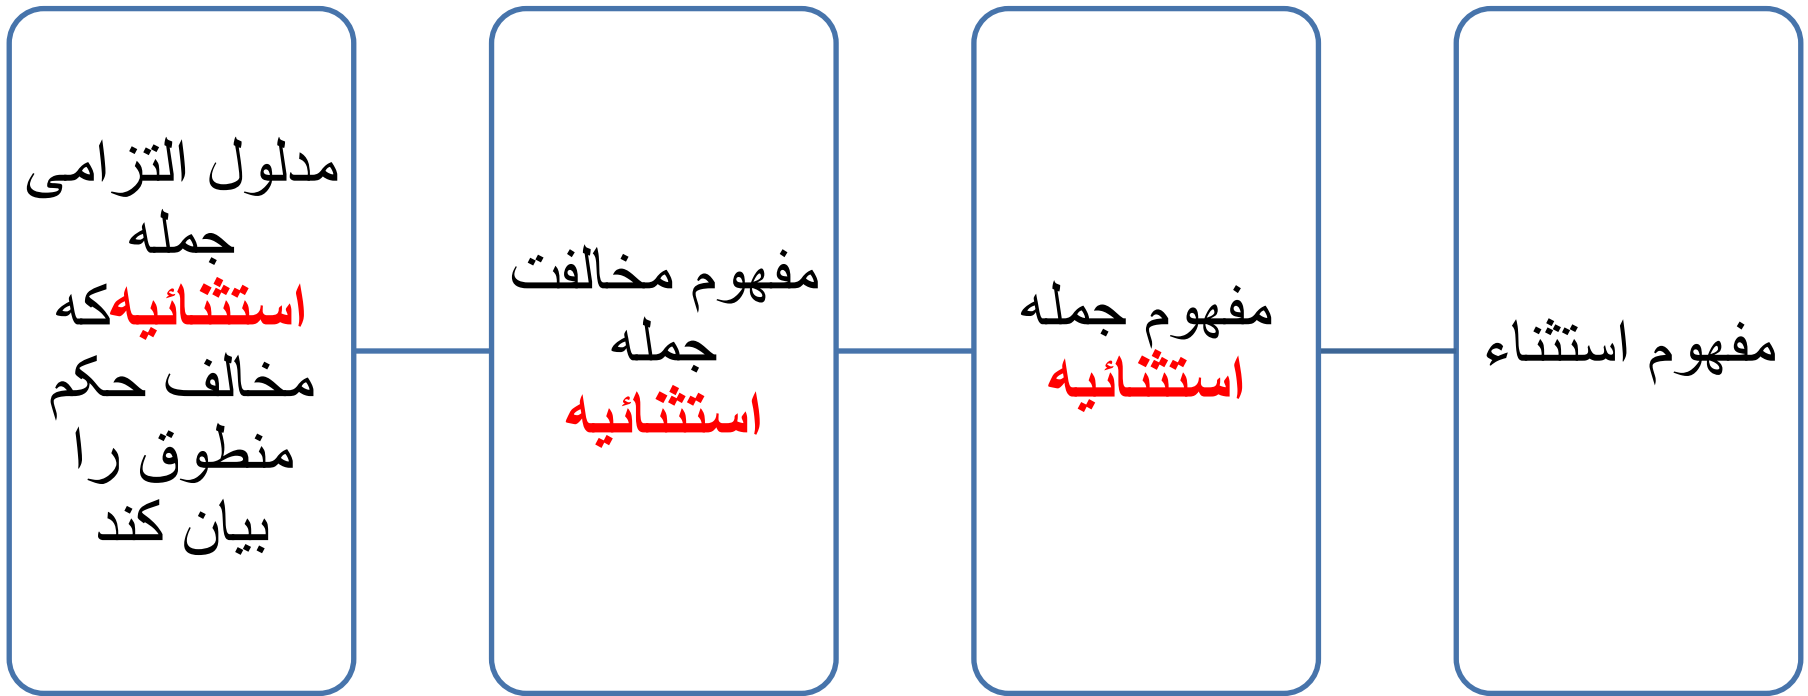 مفهوم استثناء
مفهوم جمله
استثنائیه
مفهوم مخالفت
جمله
استثنائیه
مدلول التزامی
جمله
استثنائیهکه
مخالف حکم
منطوق را
بیان کند